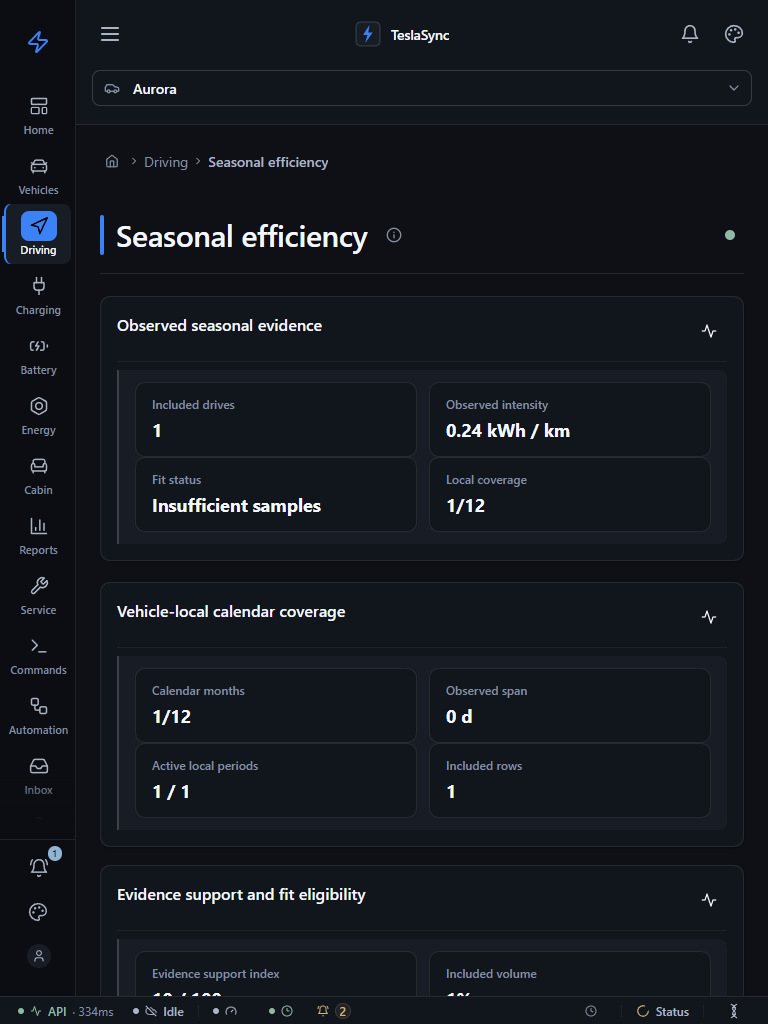 TeslaSync
Aurora
Home
Vehicles
Driving
Charging
Battery
Energy
Cabin
Reports
Service
Commands
Automation
Inbox
1
Driving
Seasonal efficiency
Seasonal efficiency
Observed seasonal evidence
Included drives
1
Observed intensity
0.24 kWh / km
Fit status
Insufficient samples
Local coverage
1/12
Vehicle-local calendar coverage
Calendar months
1/12
Observed span
0 d
Active local periods
1 / 1
Included rows
1
Evidence support and fit eligibility
Evidence support index
Included volume
API · 334ms
Idle
2
Status